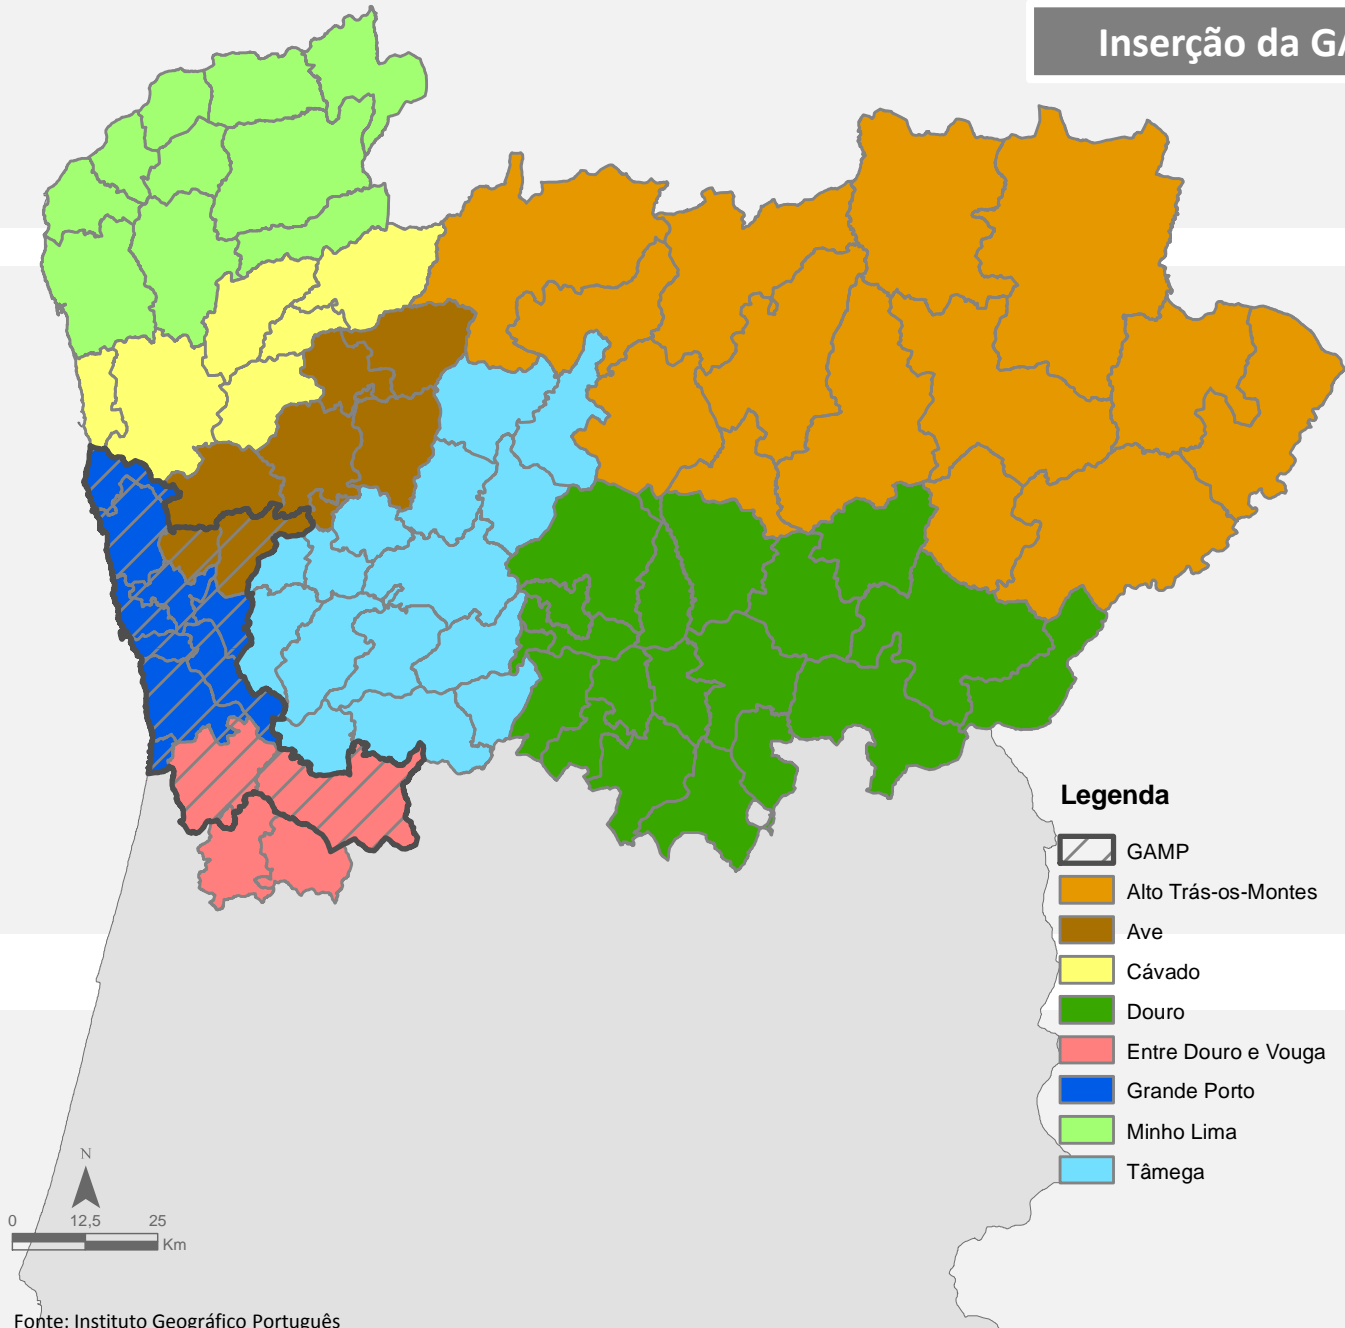 Inserção da GA
Legenda
GAMP
Alto Trás-os-Montes
Ave
Cávado
Douro
Entre Douro e Vouga
Grande Porto
Minho Lima
Tâmega
N
0 12,5 25
Km
Fonte: Instituto Geográfico Português